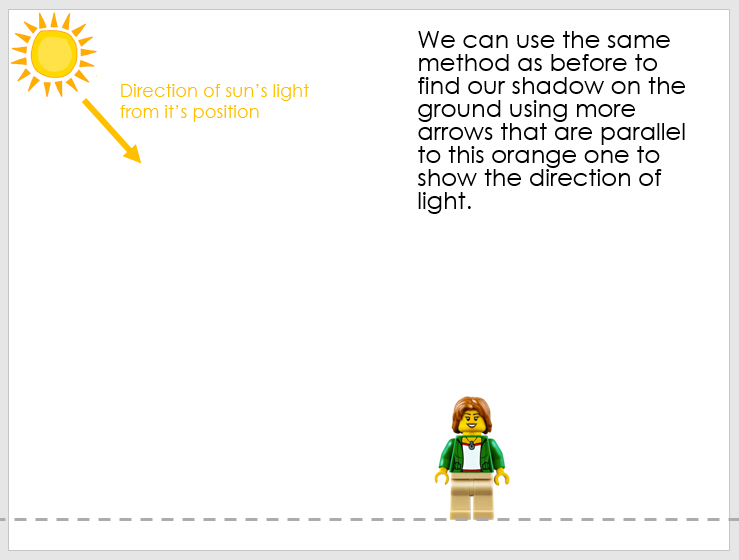 Direction of sun's light
from it's position
We can use the same
method as before to
find our shadow on the
ground using more
arrows that are parallel
to this orange one to
show the direction of
light.